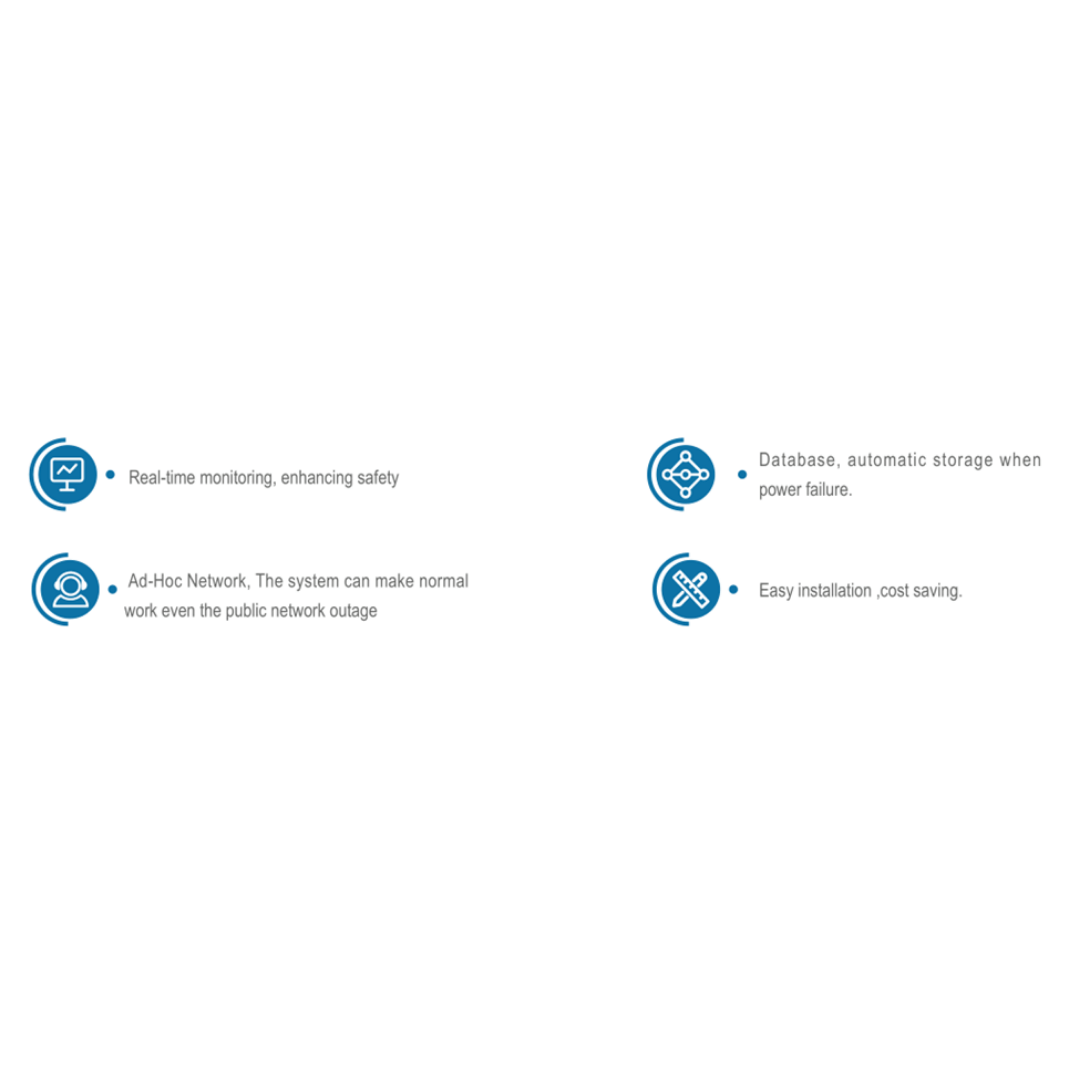 Real-time monitoring, enhancing safety
Ad-Hoc Network, The system can make normal
work even the public network outage
Database, automatic storage when
power failure.
Easy installation ,cost saving.